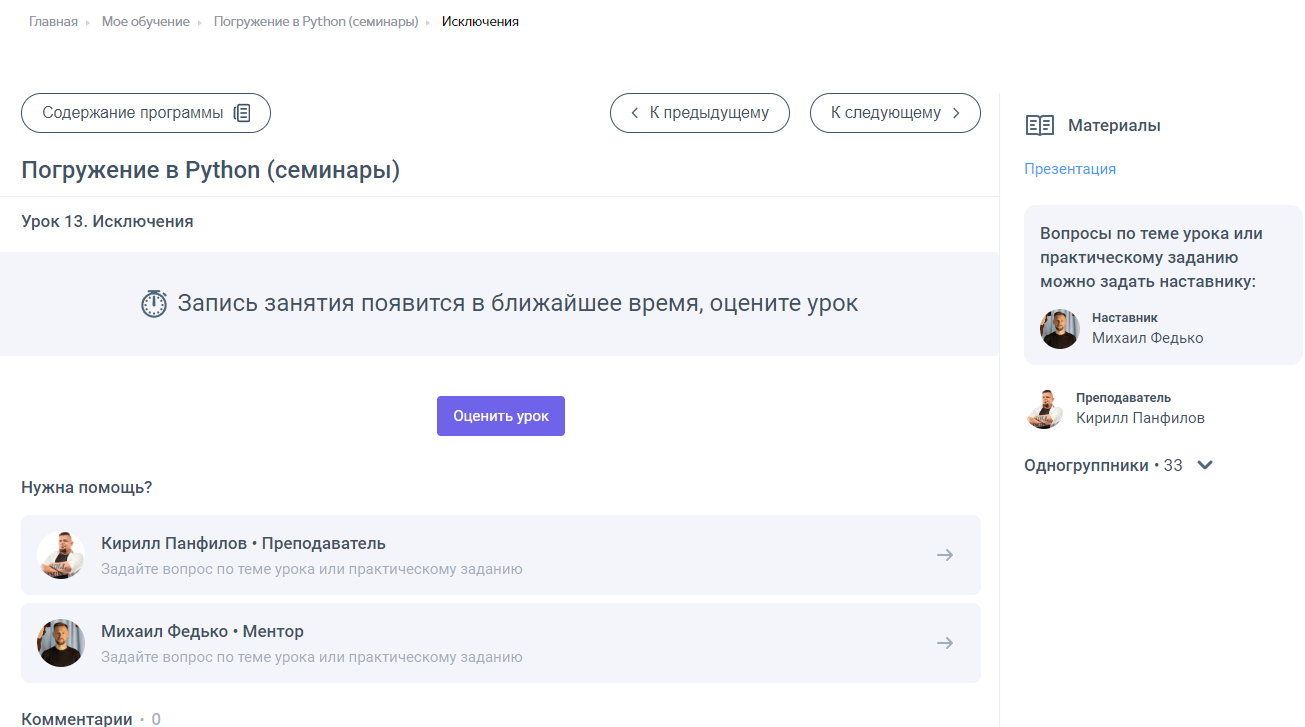 Главная ▸ Мое обучение ▸ Погружение в Python (семинары) ▸ Исключения
Содержание программы
К предыдущему
К следующему
Погружение в Python (семинары)
Урок 13. Исключения
Запись занятия появится в ближайшее время, оцените урок
Оценить урок
Нужна помощь?
Кирилл Панфилов • Преподаватель
Задайте вопрос по теме урока или практическому заданию
Михаил Федько • Ментор
Задайте вопрос по теме урока или практическому заданию
Комментарии • 0
Материалы
Презентация
Вопросы по теме урока или
практическому заданию
можно задать наставнику:
Наставник
Михаил Федько
Преподаватель
Кирилл Панфилов
Одногруппники • 33